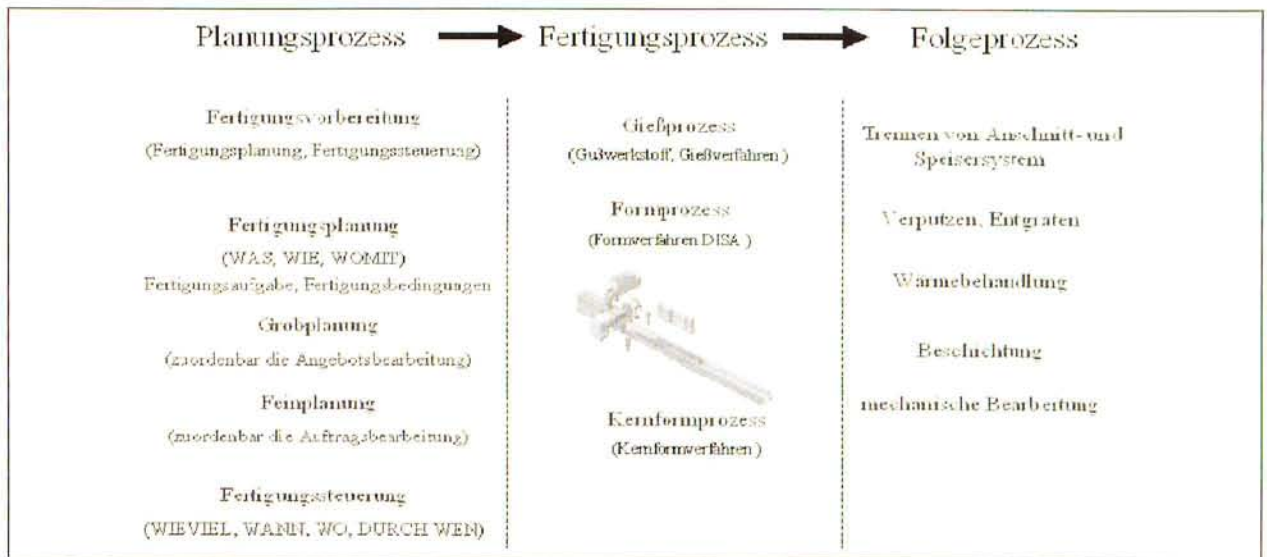 Planungsprozess
Fertigungsprozess
Folgeprozess
Fertigungsvorbereitung
(Fertigungsplanung, Fertigungssteuerung)
Fertigungsplanung
(WAS, WIE, WOMIT)
Fertigungsaufgabe, Fertigungsbedingungen
Grobplanung
(zuordenbar die Angebotsbearbeitung)
Feinplanung
(zuordenbar die Auftragsbearbeitung)
Fertigungssteuerung
(WIEVIEL, WANN, WO, DURCH WEN)
Gießprozess
(Gußwerkstoff, Gießverfahren)
Formprozess
(Formverfahren DISA )
Kernformprozess
(Kernformverfahren )
Trennen von Anschnitt- und
Speisersystem
Verputzen, Entgraten
Wärmebehandlung
Beschichtung
mechanische Bearbeitung